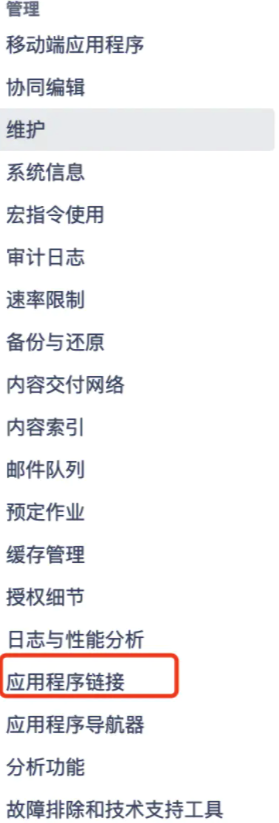 管理
移动端应用程序
协同编辑
维护
系统信息
宏指令使用
审计日志
速率限制
备份与还原
内容交付网络
内容索引
邮件队列
预定作业
缓存管理
授权细节
日志与性能分析
应用程序链接
应用程序导航器
分析功能
故障排除和技术支持工具